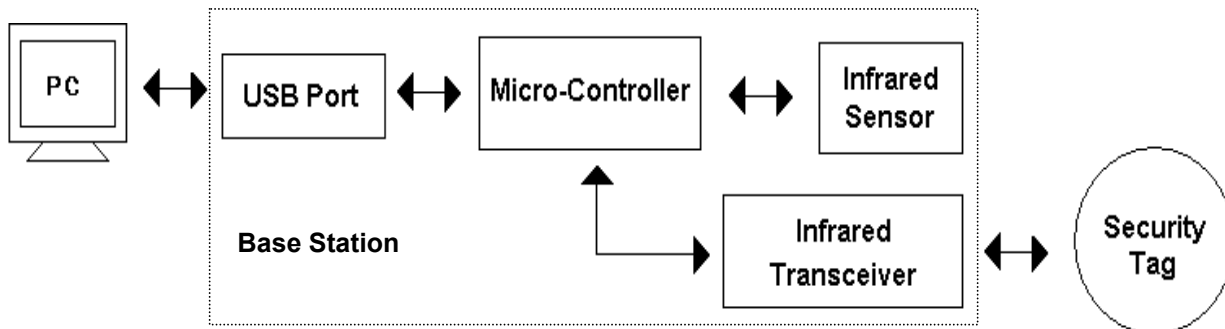 PC
USB Port
Micro-Controller
Infrared
Sensor
Base Station
Infrared
Transceiver
Security
Tag